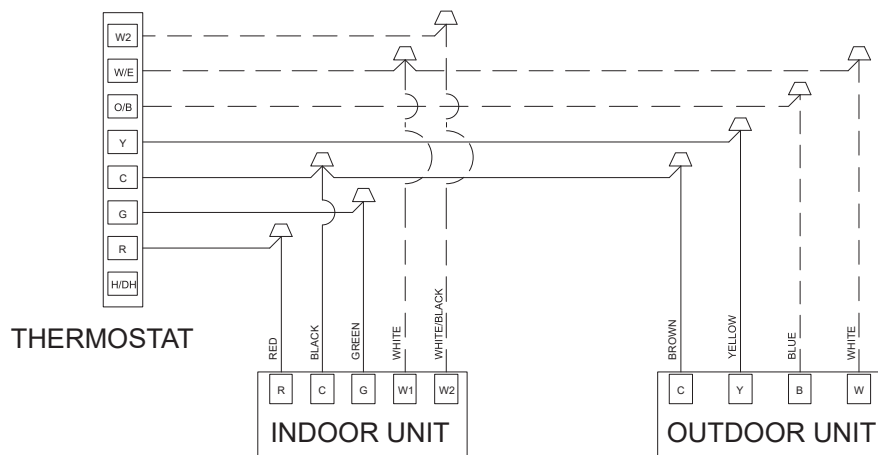 W2
W/E
O/B
Y
C
G
R
H/DH
THERMOSTAT
RED
BLACK
GREEN
WHITE
WHITE/BLACK
BROWN
YELLOW
BLUE
WHITE
R
C
G
W1
W2
C
Y
B
W
INDOOR UNIT
OUTDOOR UNIT